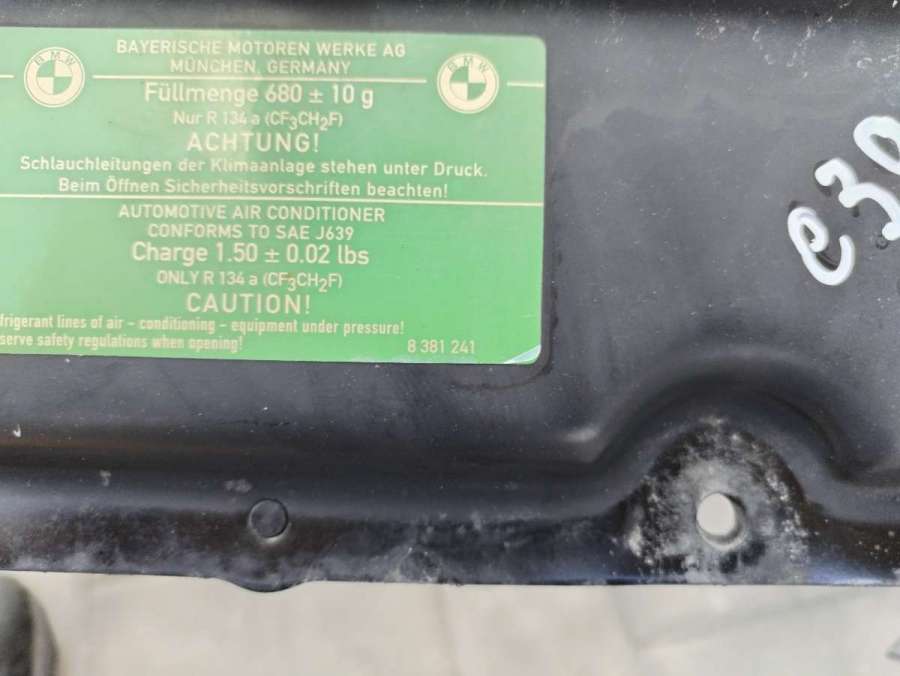 BAYERISCHE MOTOREN WERKE AG
MÜNCHEN, GERMANY
BMW
BMW
Füllmenge 680 ± 10 g
Nur R 134 a (CF₃CH₂F)
ACHTUNG!
Schlauchleitungen der Klimaanlage stehen unter Druck.
Beim Öffnen Sicherheitsvorschriften beachten!
AUTOMOTIVE AIR CONDITIONER
CONFORMS TO SAE J639
Charge 1.50 ± 0.02 lbs
ONLY R 134 a (CF₃CH₂F)
CAUTION!
frigerant lines of air - conditioning - equipment under pressure!
serve safety regulations when opening!
8 381 241